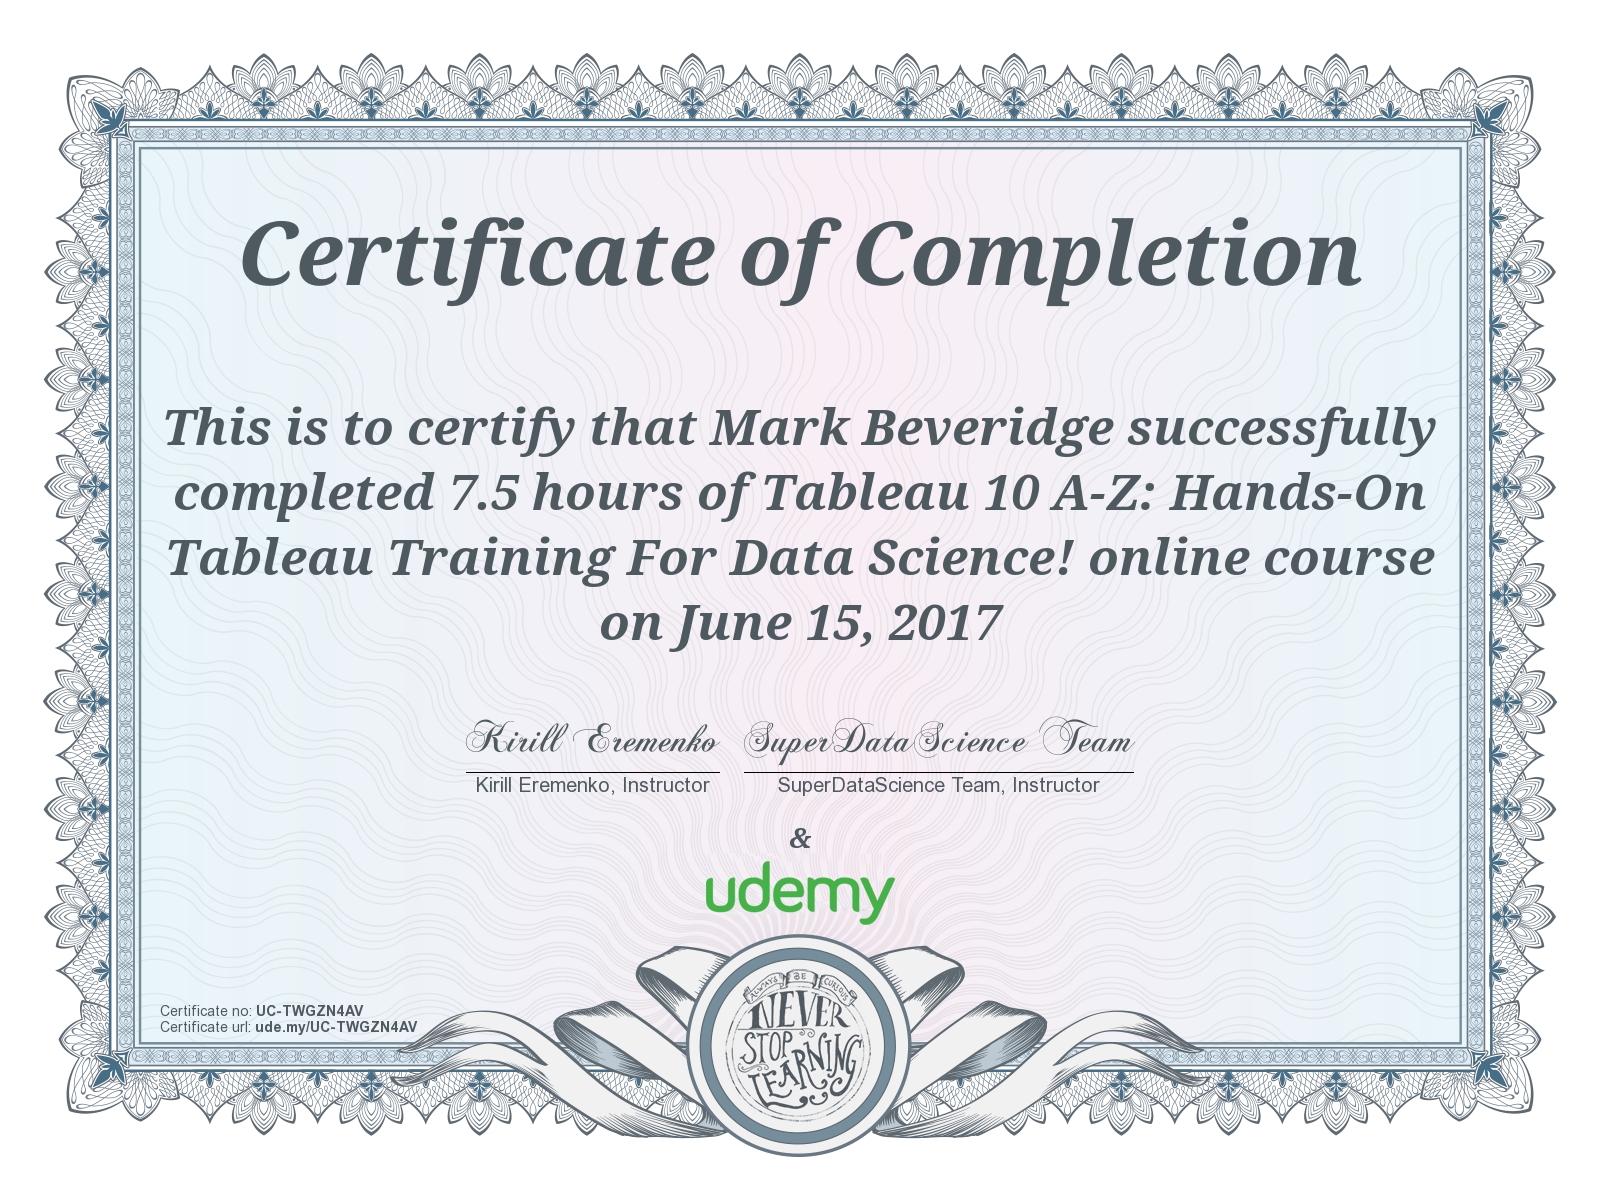 Certificate of Completion
This is to certify that Mark Beveridge successfully
completed 7.5 hours of Tableau 10 A-Z: Hands-On
Tableau Training For Data Science! online course
on June 15, 2017
Kirill Eremenko SuperDataScience Team
Kirill Eremenko, Instructor SuperDataScience Team, Instructor
&
udemy
Certificate no: UC-TWGZN4AV
Certificate url: ude.my/UC-TWGZN4AV
ALWAYS BE CURIOUS
NEVER
STOP
LEARNING